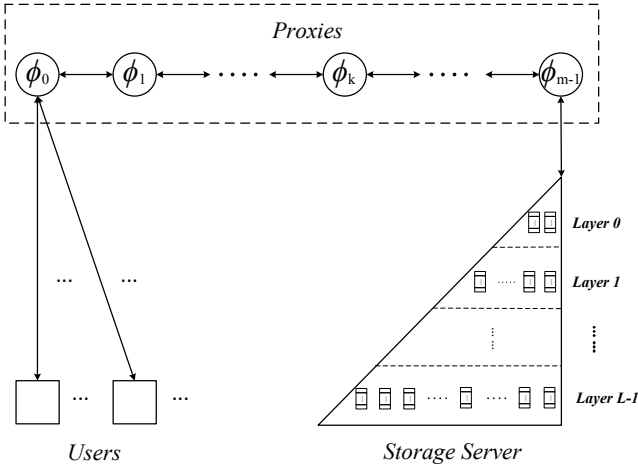 Proxies
ϕ0 ϕ1 .... ϕk .... ϕm-1
Layer 0
... ... ..... Layer 1
Layer L-1
... ... .... .....
Users Storage Server